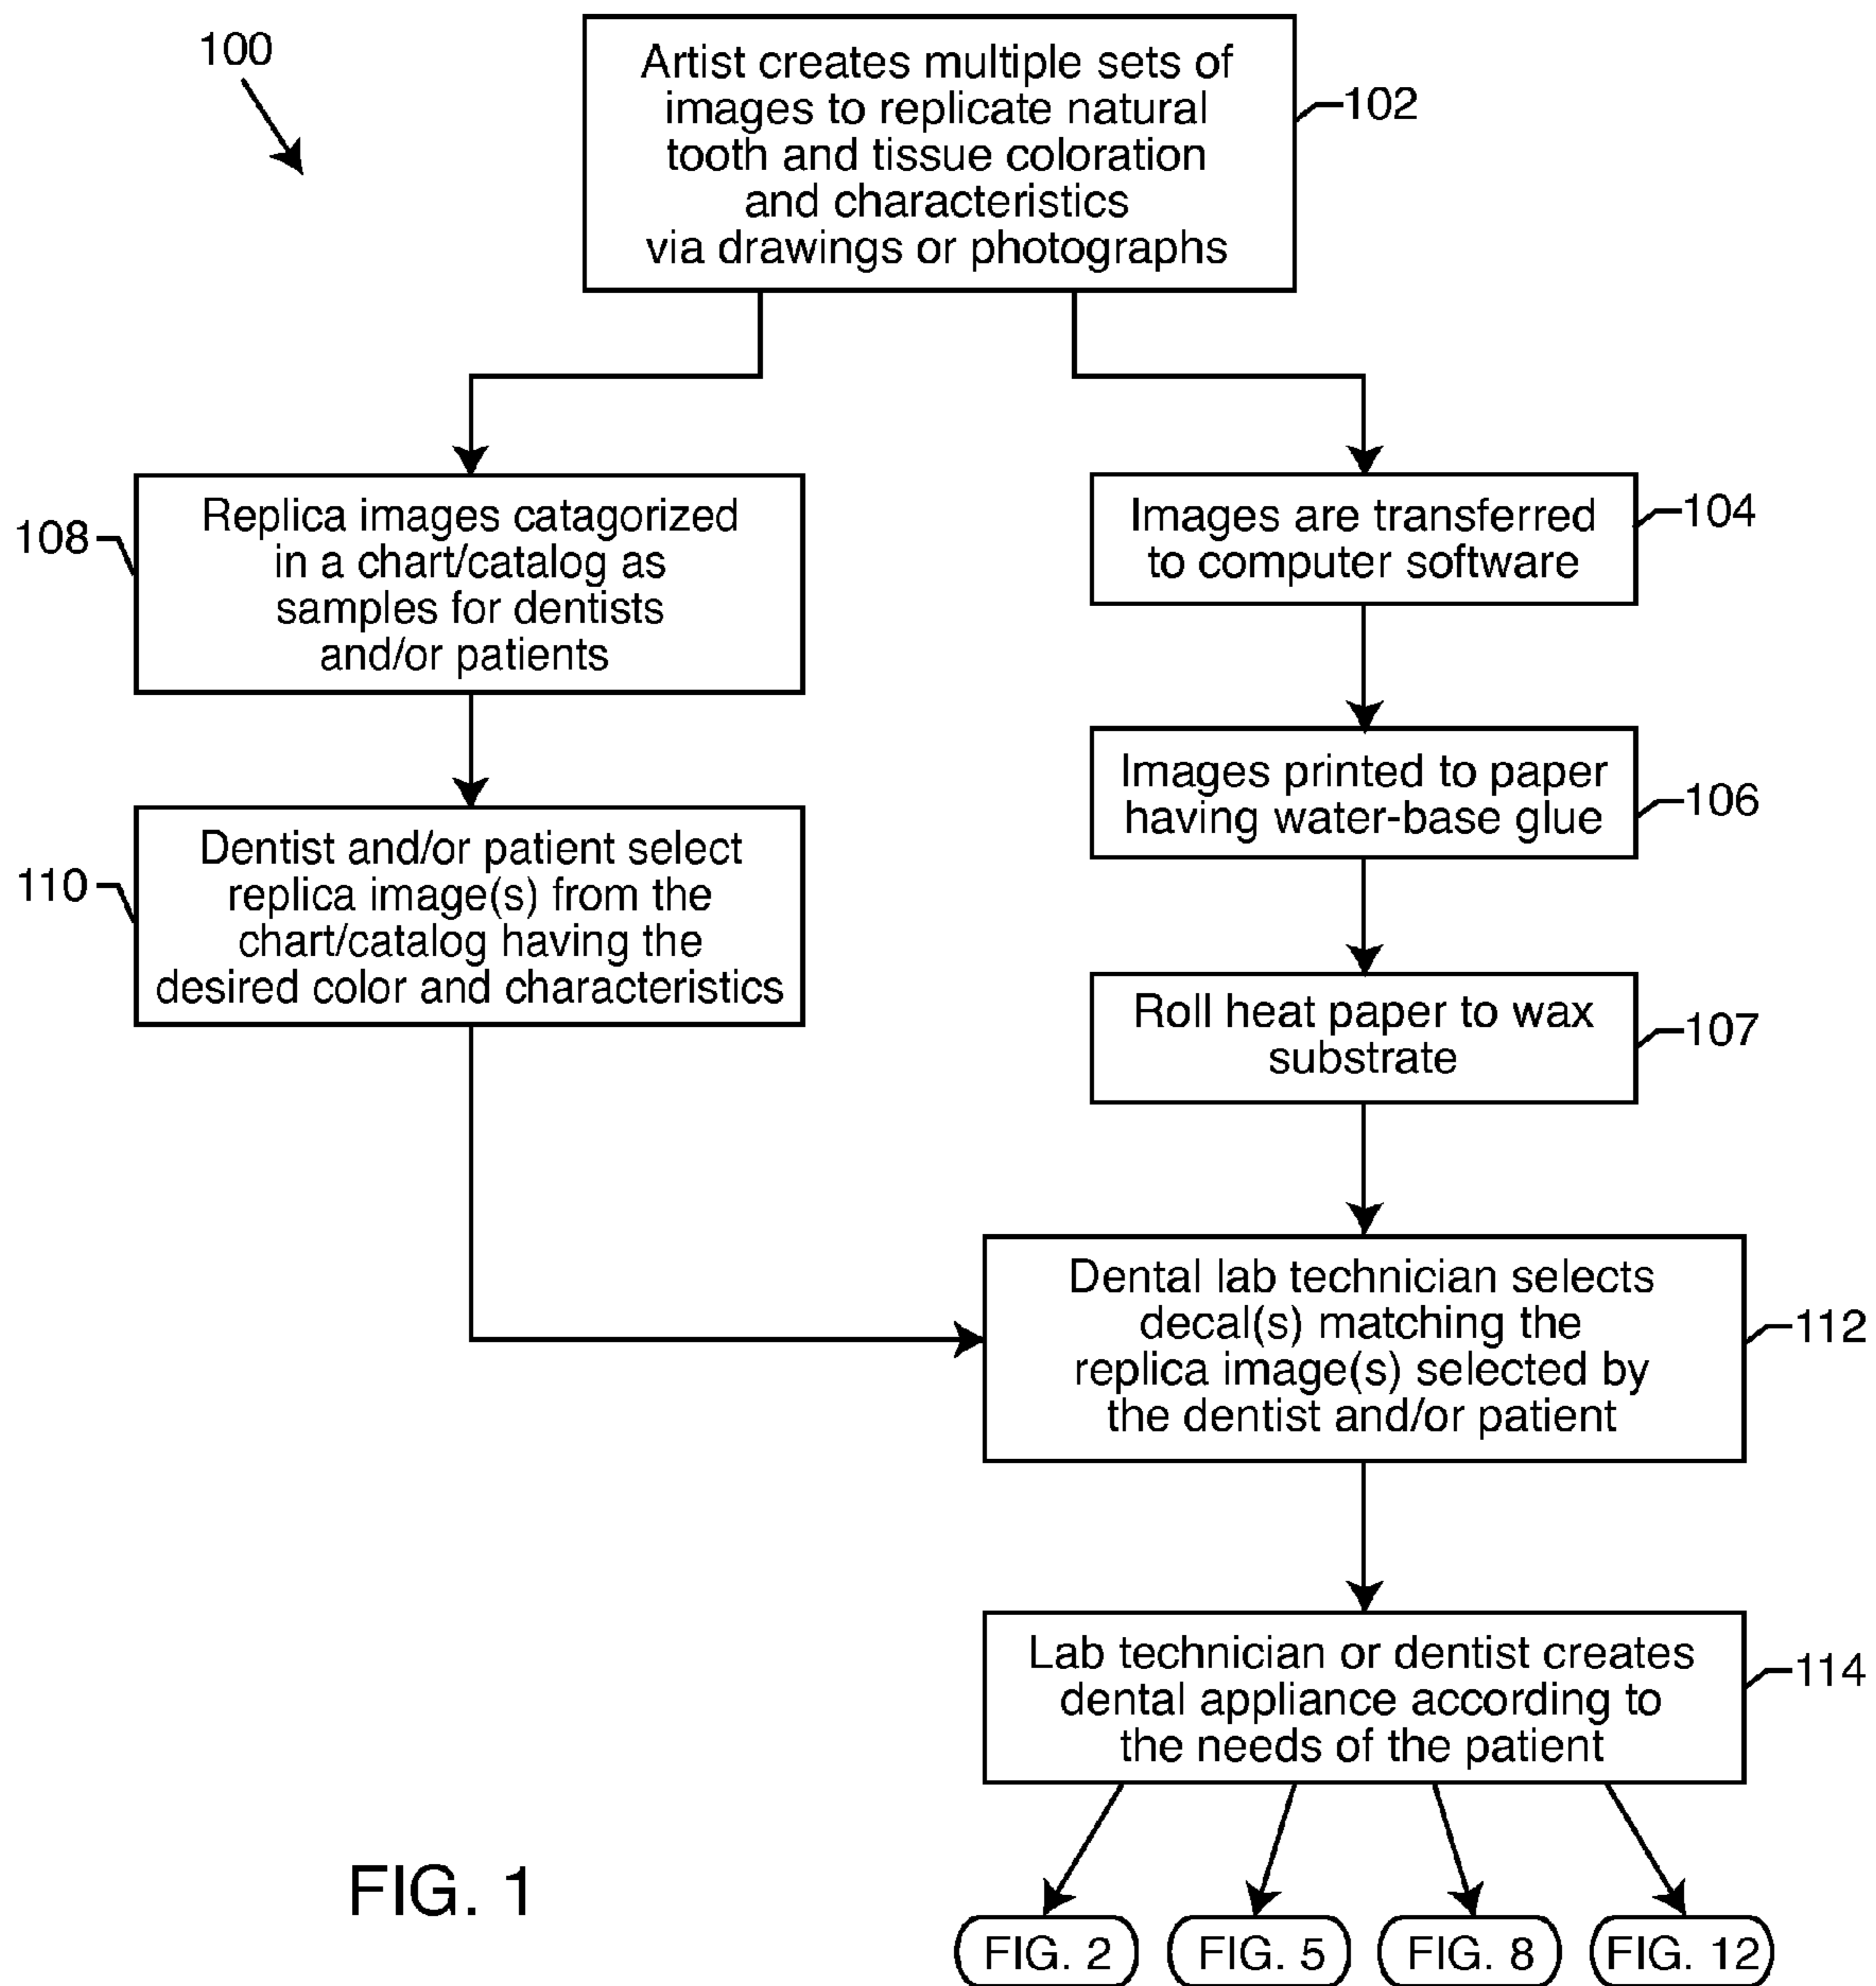 100
Artist creates multiple sets of
images to replicate natural
tooth and tissue coloration
and characteristics
via drawings or photographs
102
108
Replica images catagorized
in a chart/catalog as
samples for dentists
and/or patients
Images are transferred
to computer software
104
Images printed to paper
having water-base glue
106
110
Dentist and/or patient select
replica image(s) from the
chart/catalog having the
desired color and characteristics
Roll heat paper to wax
substrate
107
Dental lab technician selects
decal(s) matching the
replica image(s) selected by
the dentist and/or patient
112
Lab technician or dentist creates
dental appliance according to
the needs of the patient
114
FIG. 1
FIG. 2
FIG. 5
FIG. 8
FIG. 12